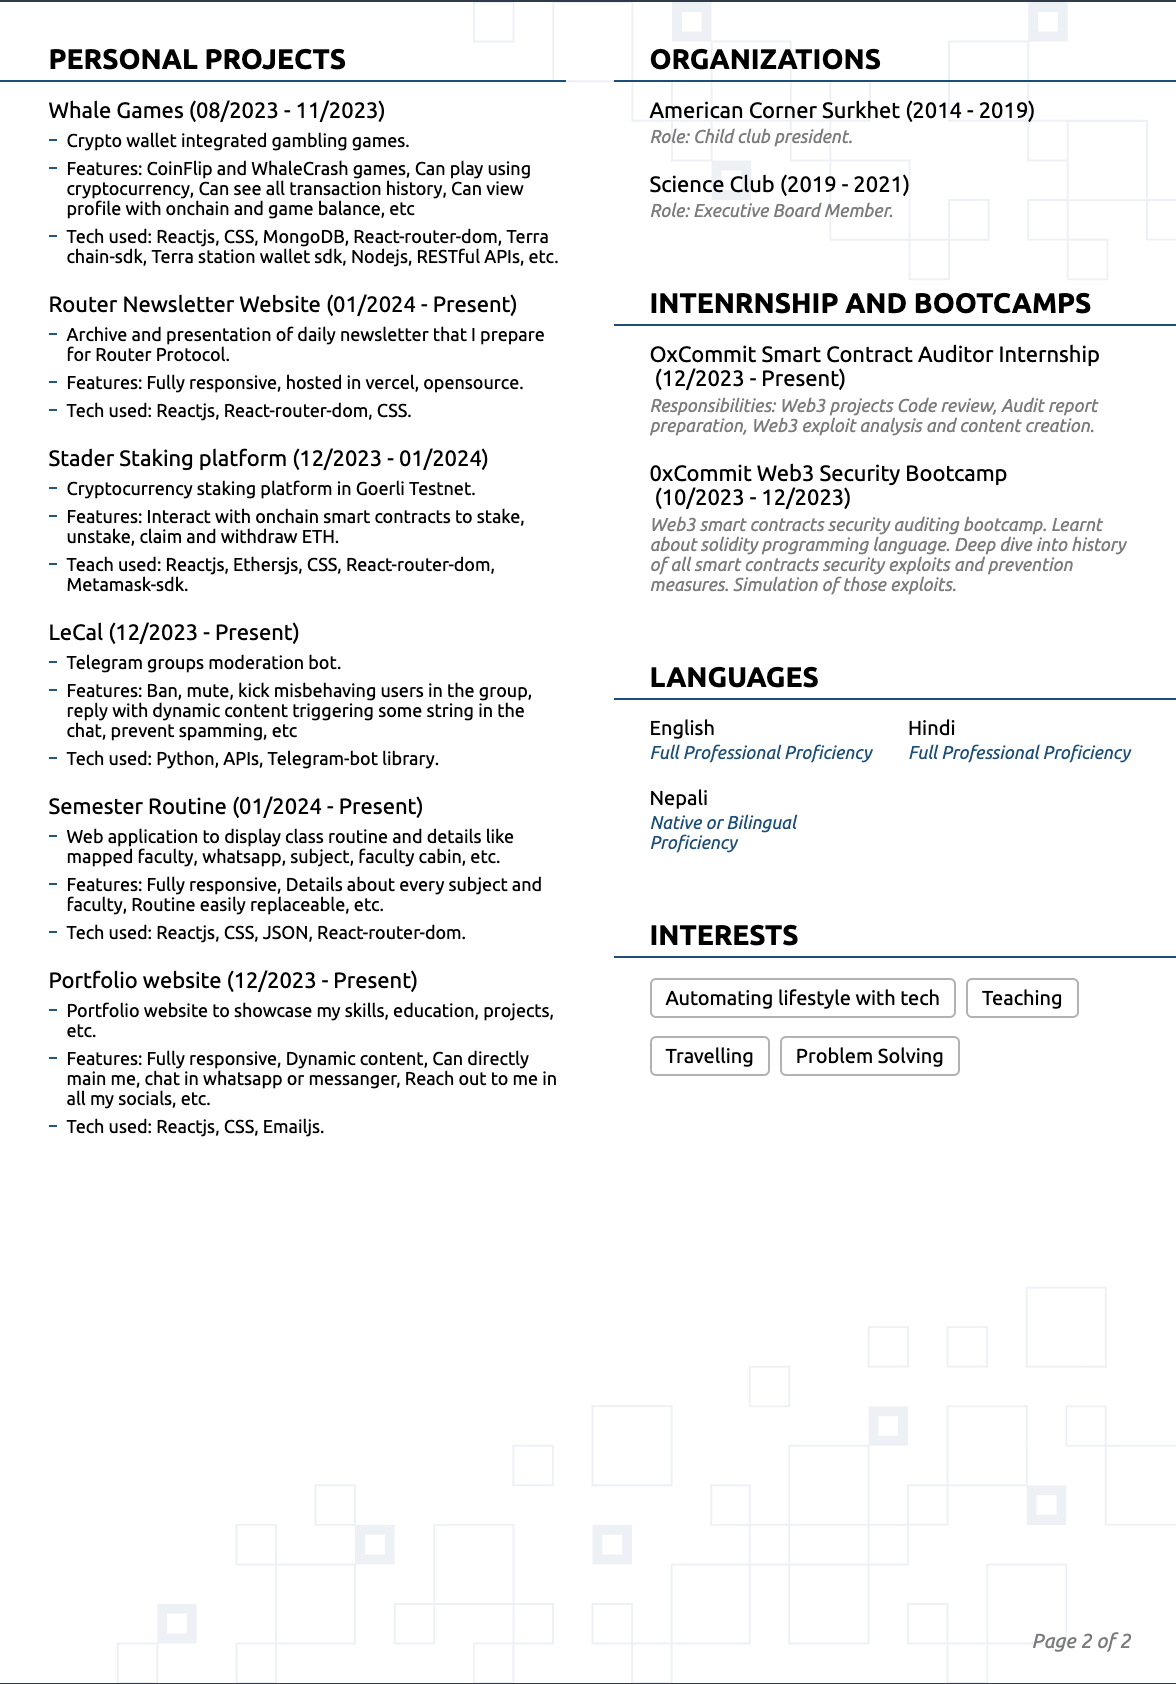 PERSONAL PROJECTS
Whale Games (08/2023 - 11/2023)
– Crypto wallet integrated gambling games.
– Features: CoinFlip and WhaleCrash games, Can play using
cryptocurrency, Can see all transaction history, Can view
profile with onchain and game balance, etc
– Tech used: Reactjs, CSS, MongoDB, React-router-dom, Terra
chain-sdk, Terra station wallet sdk, Nodejs, RESTful APIs, etc.
Router Newsletter Website (01/2024 - Present)
– Archive and presentation of daily newsletter that I prepare
for Router Protocol.
– Features: Fully responsive, hosted in vercel, opensource.
– Tech used: Reactjs, React-router-dom, CSS.
Stader Staking platform (12/2023 - 01/2024)
– Cryptocurrency staking platform in Goerli Testnet.
– Features: Interact with onchain smart contracts to stake,
unstake, claim and withdraw ETH.
– Teach used: Reactjs, Ethersjs, CSS, React-router-dom,
Metamask-sdk.
LeCal (12/2023 - Present)
– Telegram groups moderation bot.
– Features: Ban, mute, kick misbehaving users in the group,
reply with dynamic content triggering some string in the
chat, prevent spamming, etc
– Tech used: Python, APIs, Telegram-bot library.
Semester Routine (01/2024 - Present)
– Web application to display class routine and details like
mapped faculty, whatsapp, subject, faculty cabin, etc.
– Features: Fully responsive, Details about every subject and
faculty, Routine easily replaceable, etc.
– Tech used: Reactjs, CSS, JSON, React-router-dom.
Portfolio website (12/2023 - Present)
– Portfolio website to showcase my skills, education, projects,
etc.
– Features: Fully responsive, Dynamic content, Can directly
main me, chat in whatsapp or messanger, Reach out to me in
all my socials, etc.
– Tech used: Reactjs, CSS, Emailjs.
ORGANIZATIONS
American Corner Surkhet (2014 - 2019)
Role: Child club president.
Science Club (2019 - 2021)
Role: Executive Board Member.
INTENRNSHIP AND BOOTCAMPS
OxCommit Smart Contract Auditor Internship
(12/2023 - Present)
Responsibilities: Web3 projects Code review, Audit report
preparation, Web3 exploit analysis and content creation.
0xCommit Web3 Security Bootcamp
(10/2023 - 12/2023)
Web3 smart contracts security auditing bootcamp. Learnt
about solidity programming language. Deep dive into history
of all smart contracts security exploits and prevention
measures. Simulation of those exploits.
LANGUAGES
English
Full Professional Proficiency
Hindi
Full Professional Proficiency
Nepali
Native or Bilingual
Proficiency
INTERESTS
Automating lifestyle with tech
Teaching
Travelling
Problem Solving
Page 2 of 2